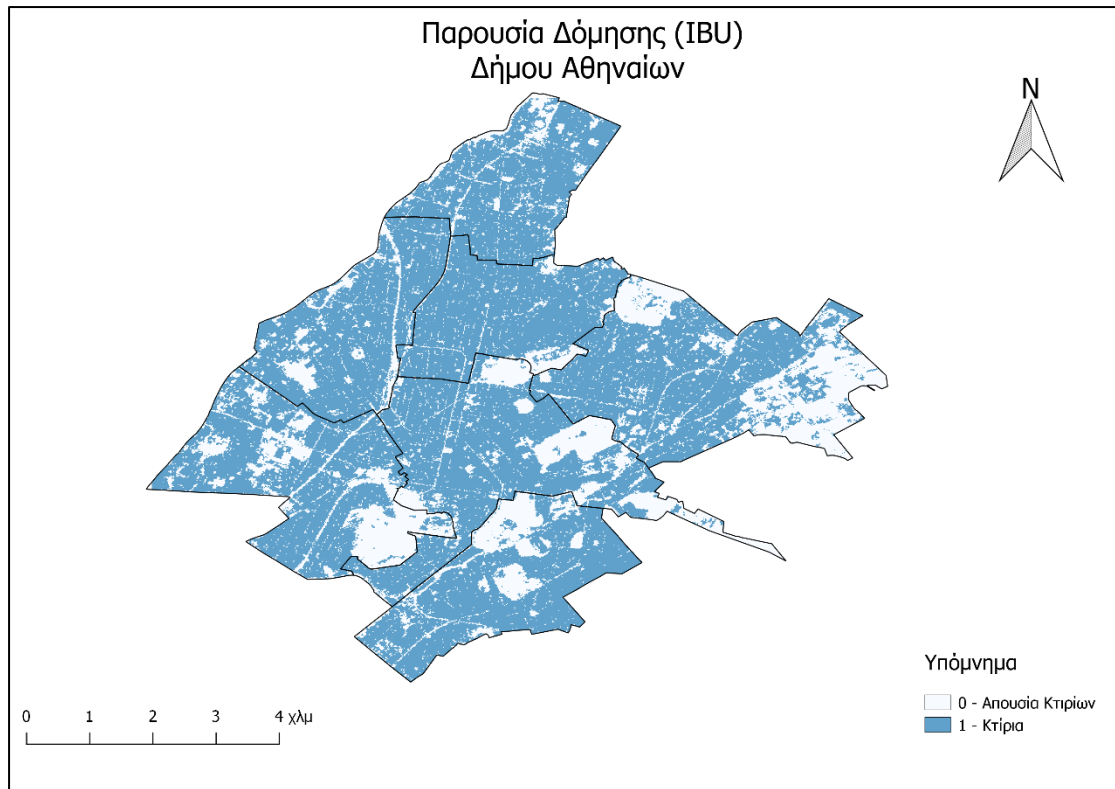 Παρουσία Δόμησης (IBU)
Δήμου Αθηναίων
N
Υπόμνημα
0 - Απουσία Κτιρίων
1 - Κτίρια
0 1 2 3 4 χλμ